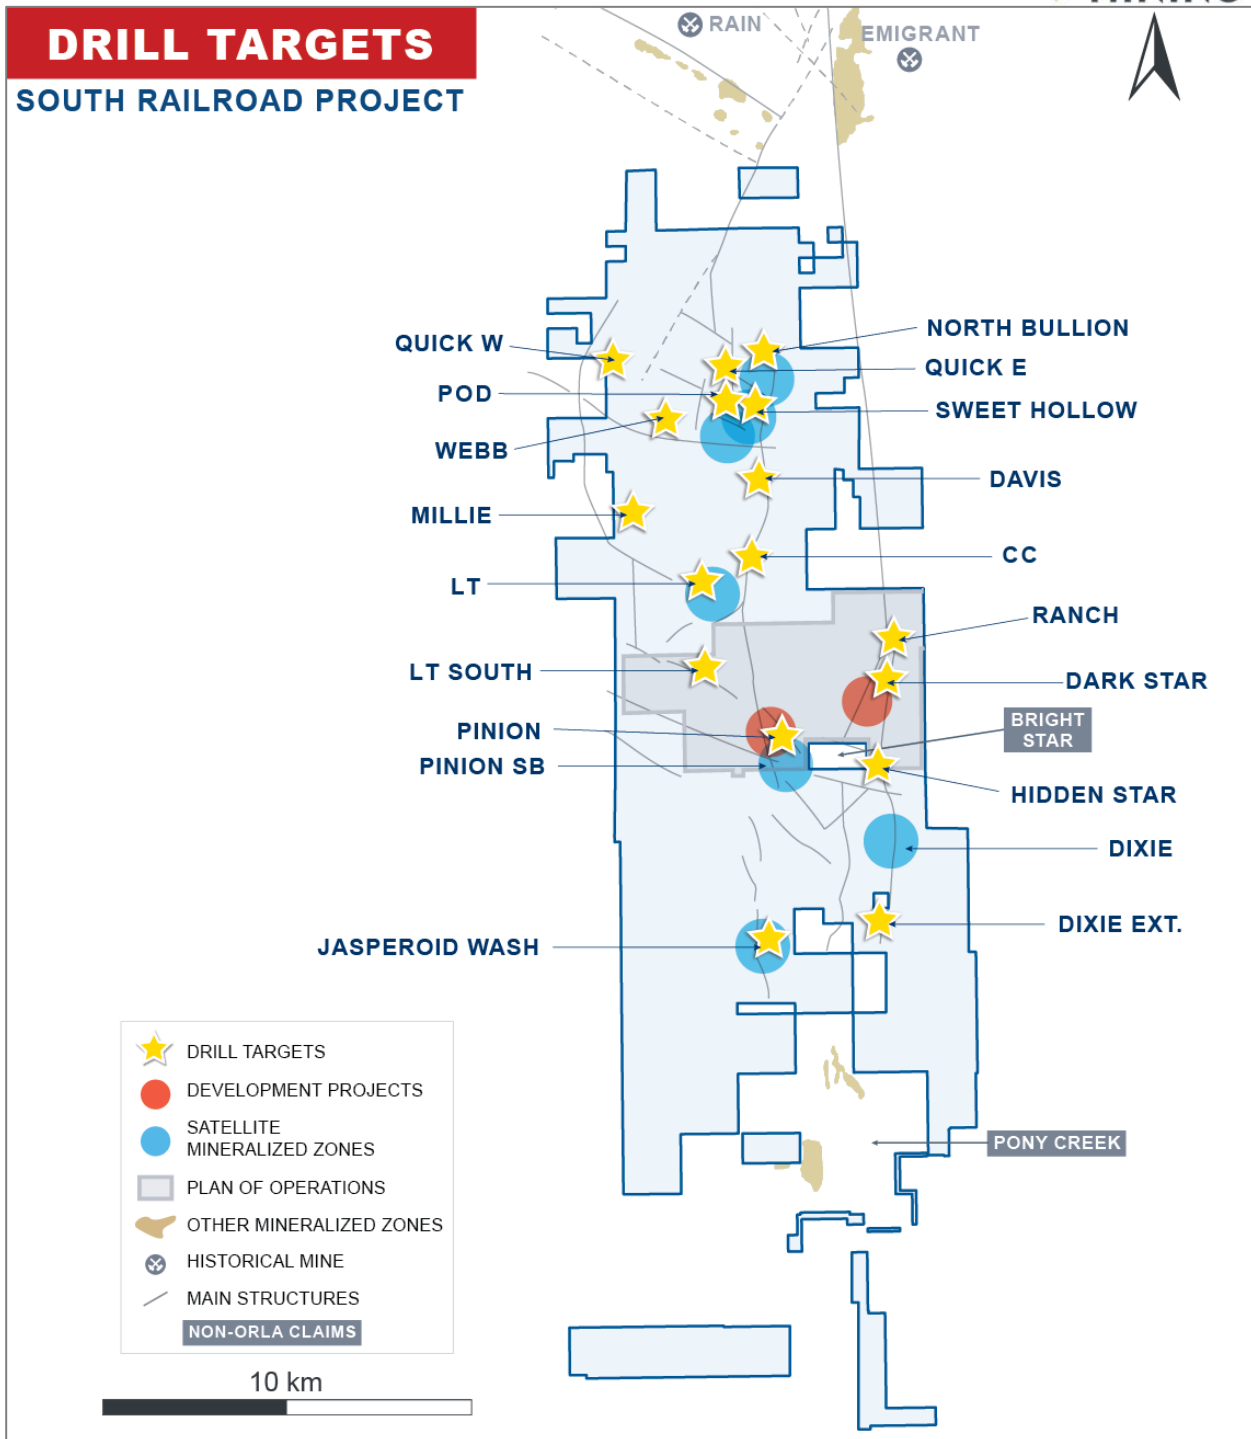 DRILL TARGETS
SOUTH RAILROAD PROJECT
RAIN
EMIGRANT
NORTH BULLION
QUICK W
QUICK E
POD
SWEET HOLLOW
WEBB
DAVIS
MILLIE
CC
LT
RANCH
LT SOUTH
DARK STAR
BRIGHT
STAR
PINION
PINION SB
HIDDEN STAR
DIXIE
DIXIE EXT.
JASPEROID WASH
DRILL TARGETS
DEVELOPMENT PROJECTS
SATELLITE
MINERALIZED ZONES
PLAN OF OPERATIONS
OTHER MINERALIZED ZONES
HISTORICAL MINE
MAIN STRUCTURES
NON-ORLA CLAIMS
PONY CREEK
10 km